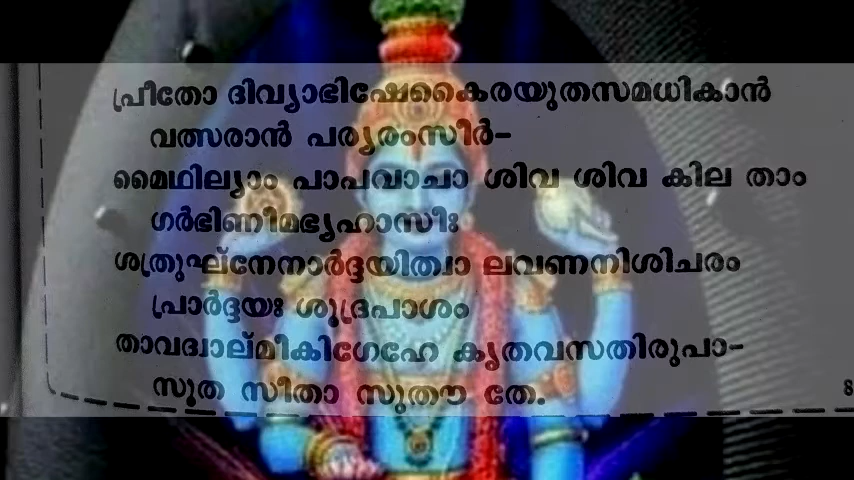 പ്രീതോ ദിവ്യാഭിഷേകൈരയുതസമധികാൻ
വത്സരാൻ പര്യരംസീർ-
മൈഥില്യാം പാപവാചാ ശിവ ശിവ കില താം
ഗർഭിണീമഭ്യഹാസീഃ
ശത്രുഘ്നേനാർദ്ദയിത്വാ ലവണനിശിചരം
പ്രാർദ്ദയഃ ശൂദ്രപാശം
താവദ്വാല്മീകിഗേഹേ കൃതവസതിരുപാ-
സൂത സീതാ സുതൗ തേ.
8